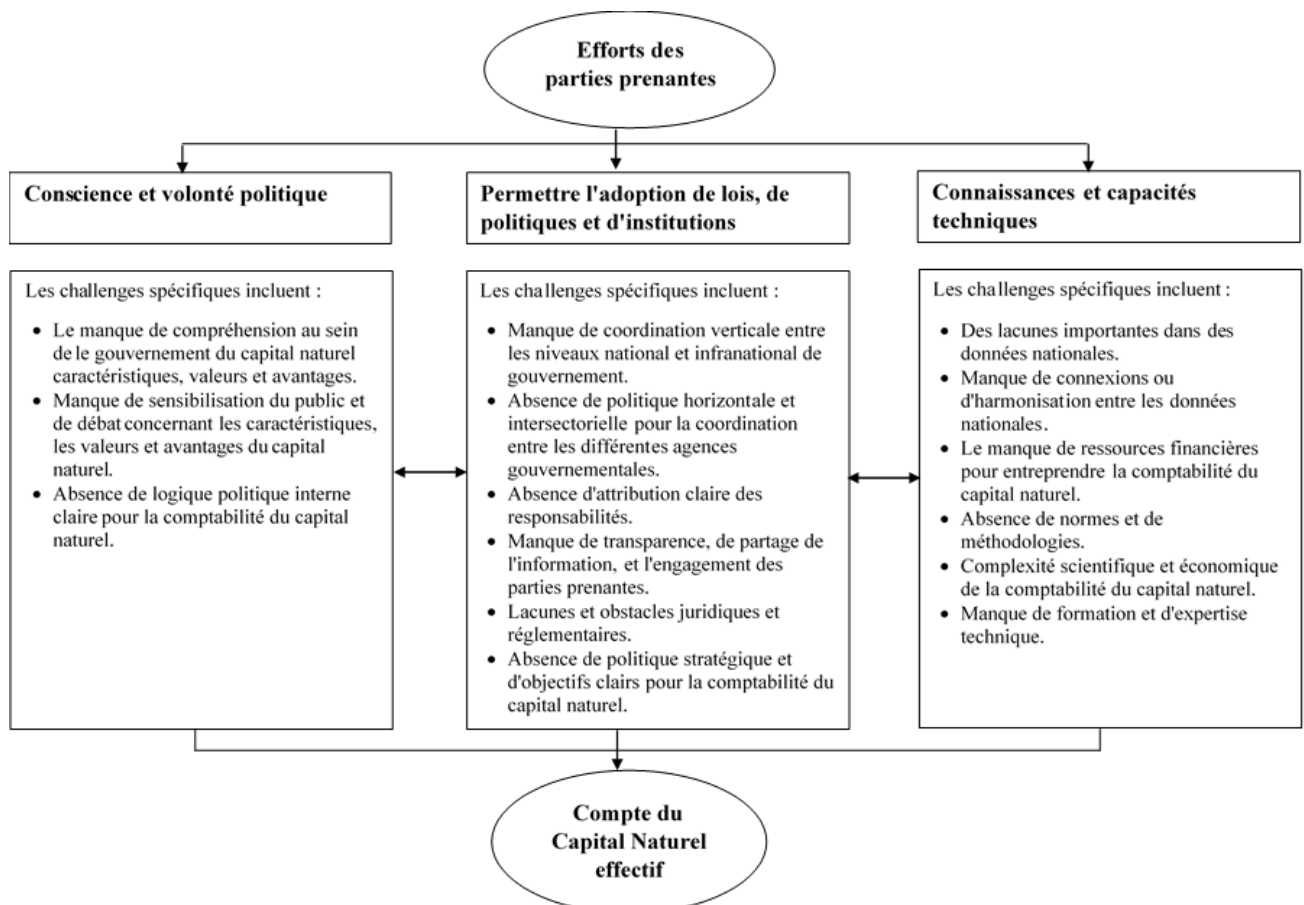 Efforts des
parties prenantes
Conscience et volonté politique
Permettre l'adoption de lois, de
politiques et d'institutions
Connaissances et capacités
techniques
Les challenges spécifiques incluent :
• Le manque de compréhension au sein
de le gouvernement du capital naturel
caractéristiques, valeurs et avantages.
• Manque de sensibilisation du public et
de débat concernant les caractéristiques,
les valeurs et avantages du capital
naturel.
• Absence de logique politique interne
claire pour la comptabilité du capital
naturel.
Les challenges spécifiques incluent :
• Manque de coordination verticale entre
les niveaux national et infranational de
gouvernement.
• Absence de politique horizontale et
intersectorielle pour la coordination
entre les différentes agences
gouvernementales.
• Absence d'attribution claire des
responsabilités.
• Manque de transparence, de partage de
l'information, et l'engagement des
parties prenantes.
• Lacunes et obstacles juridiques et
réglementaires.
• Absence de politique stratégique et
d'objectifs clairs pour la comptabilité du
capital naturel.
Les challenges spécifiques incluent :
• Des lacunes importantes dans des
données nationales.
• Manque de connexions ou
d'harmonisation entre les données
nationales.
• Le manque de ressources financières
pour entreprendre la comptabilité du
capital naturel.
• Absence de normes et de
méthodologies.
• Complexité scientifique et économique
de la comptabilité du capital naturel.
• Manque de formation et d'expertise
technique.
Compte du
Capital Naturel
effectif